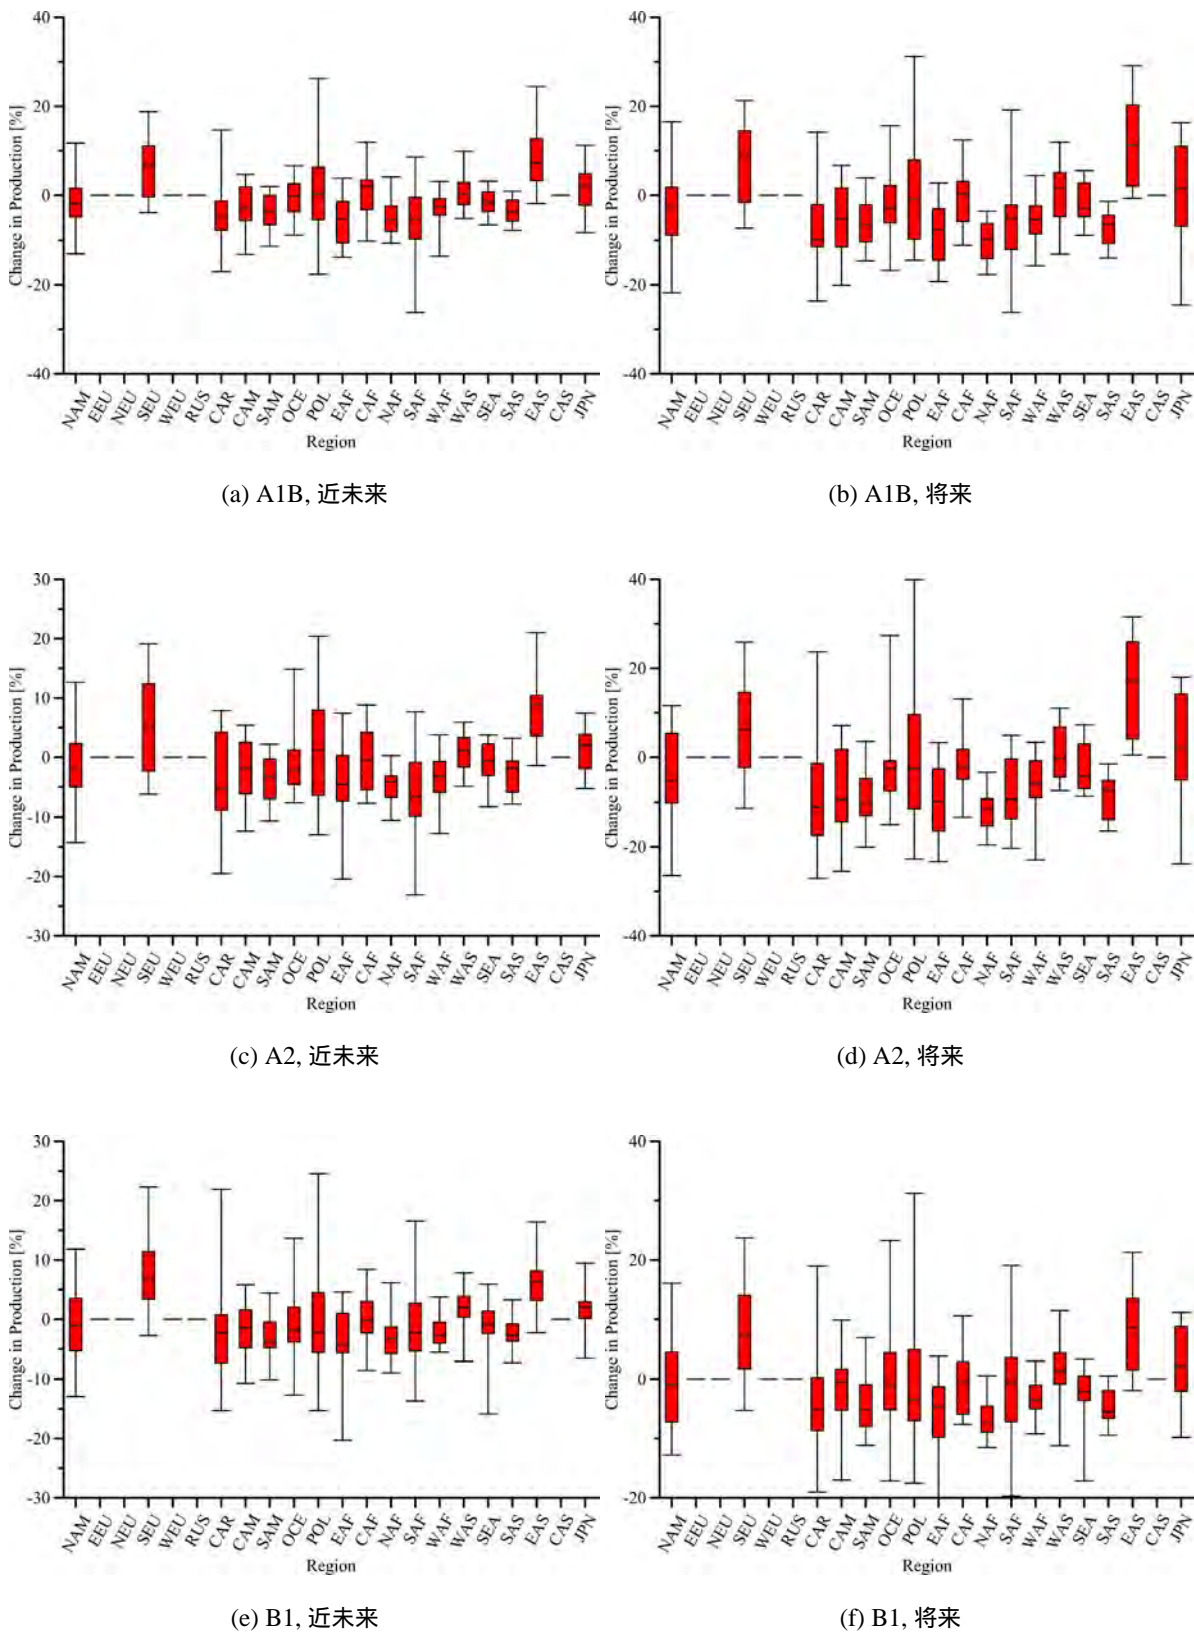 40
20
0
-20
-40
Change in Production [%]
NAM EEU NEU SEU WEU RUS CAR CAM SAM OCE POL EAF CAF NAF SAF WAF WAS SEA SAS EAS CAS JPN
Region
(a) A1B, 近未来
40
20
0
-20
-40
Change in Production [%]
NAM EEU NEU SEU WEU RUS CAR CAM SAM OCE POL EAF CAF NAF SAF WAF WAS SEA SAS EAS CAS JPN
Region
(b) A1B, 将来
30
20
10
0
-10
-20
-30
Change in Production [%]
NAM EEU NEU SEU WEU RUS CAR CAM SAM OCE POL EAF CAF NAF SAF WAF WAS SEA SAS EAS CAS JPN
Region
(c) A2, 近未来
40
20
0
-20
-40
Change in Production [%]
NAM EEU NEU SEU WEU RUS CAR CAM SAM OCE POL EAF CAF NAF SAF WAF WAS SEA SAS EAS CAS JPN
Region
(d) A2, 将来
30
20
10
0
-10
-20
-30
Change in Production [%]
NAM EEU NEU SEU WEU RUS CAR CAM SAM OCE POL EAF CAF NAF SAF WAF WAS SEA SAS EAS CAS JPN
Region
(e) B1, 近未来
40
20
0
-20
Change in Production [%]
NAM EEU NEU SEU WEU RUS CAR CAM SAM OCE POL EAF CAF NAF SAF WAF WAS SEA SAS EAS CAS JPN
Region
(f) B1, 将来